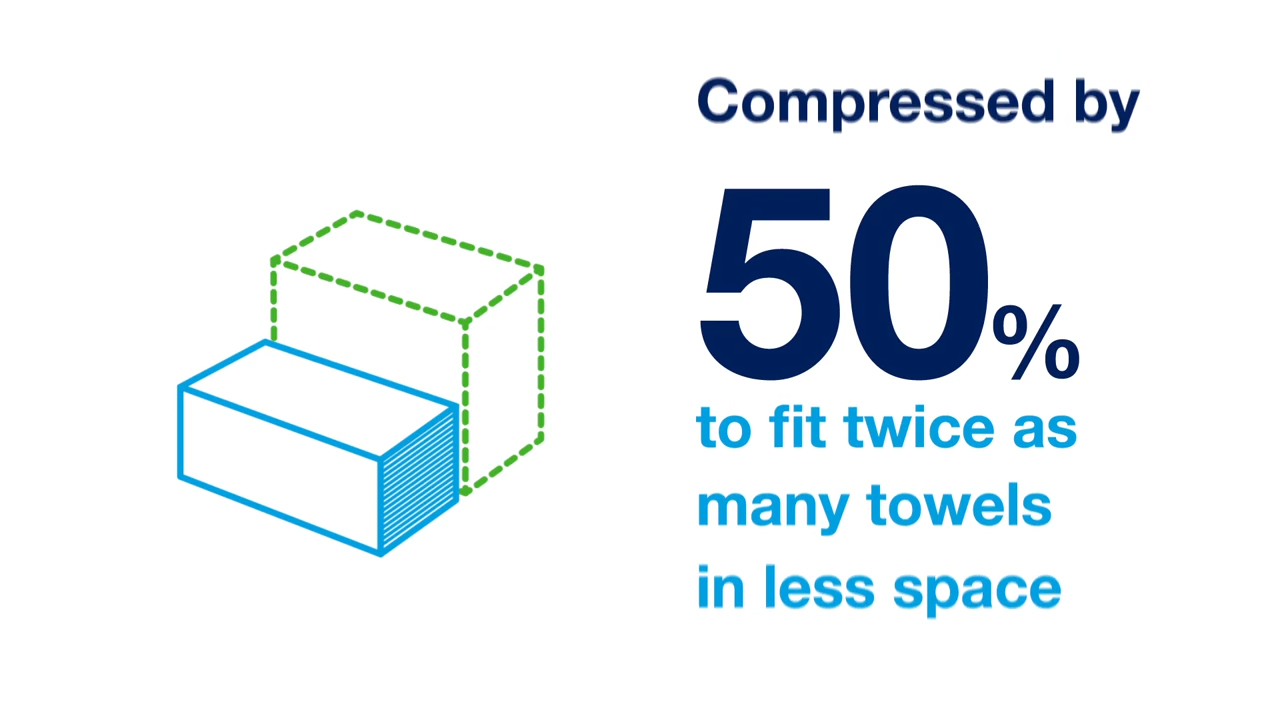 Compressed by
50%
to fit twice as
many towels
in less space